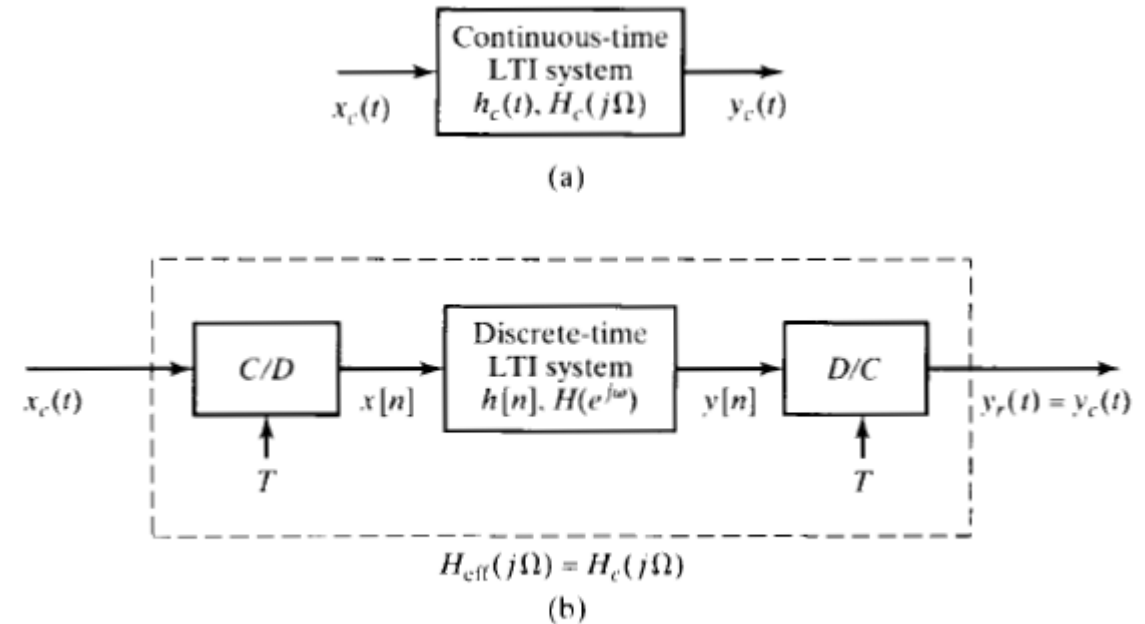 Continuous-time
LTI system
h_c(t), H_c(jΩ)
x_c(t)
y_c(t)
(a)
C/D
Discrete-time
LTI system
h[n], H(e^{jω})
D/C
x_c(t)
x[n]
y[n]
y_r(t) = y_c(t)
T
T
H_eff(jΩ) = H_c(jΩ)
(b)